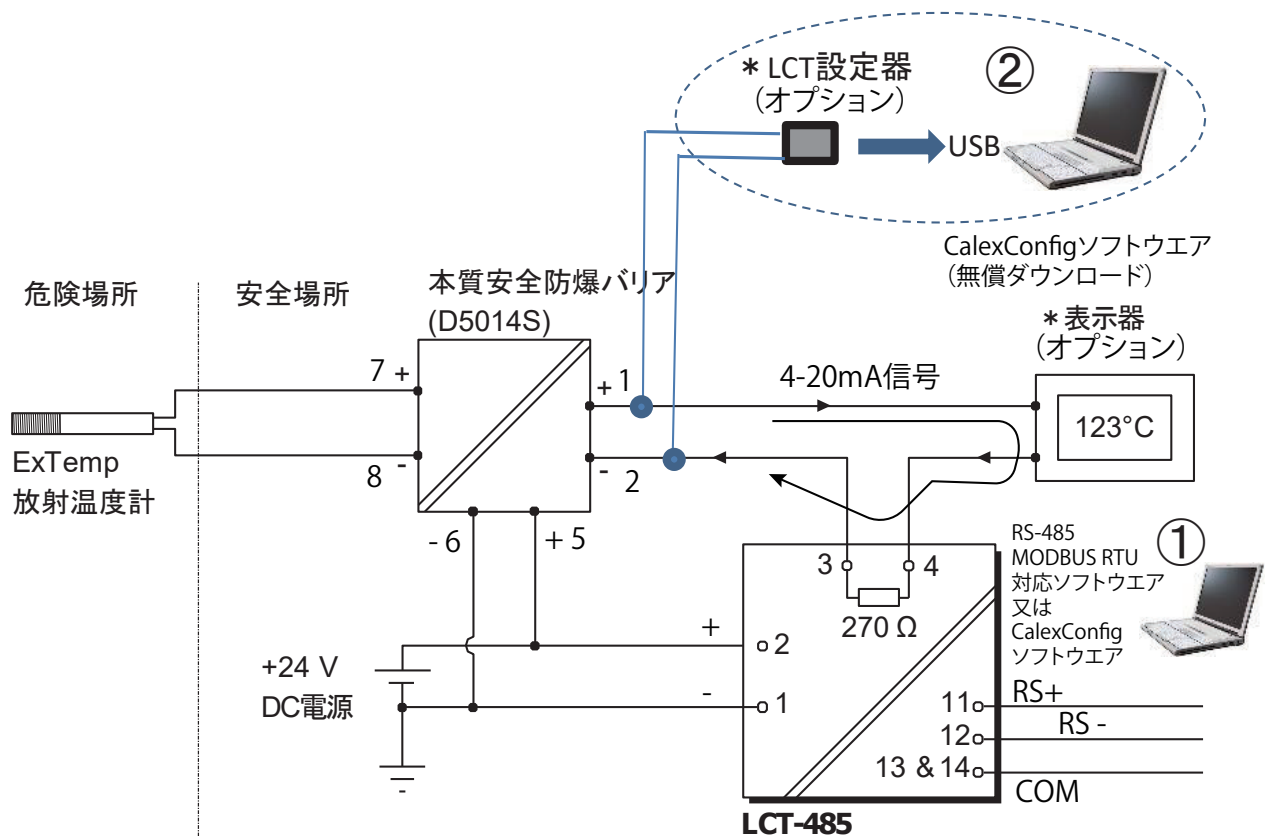 * LCT設定器
（オプション）
②
USB
CalexConfigソフトウエア
（無償ダウンロード）
危険場所
安全場所
本質安全防爆バリア
(D5014S)
* 表示器
（オプション）
7 +
+ 1
4-20mA信号
123°C
ExTemp
放射温度計
8 -
- 2
- 6
+ 5
RS-485
MODBUS RTU
対応ソフトウエア
又は
CalexConfig
ソフトウエア
①
3
4
270 Ω
+
2
+24 V
DC電源
-
1
11
RS+
12
RS -
13 & 14
COM
-
LCT-485